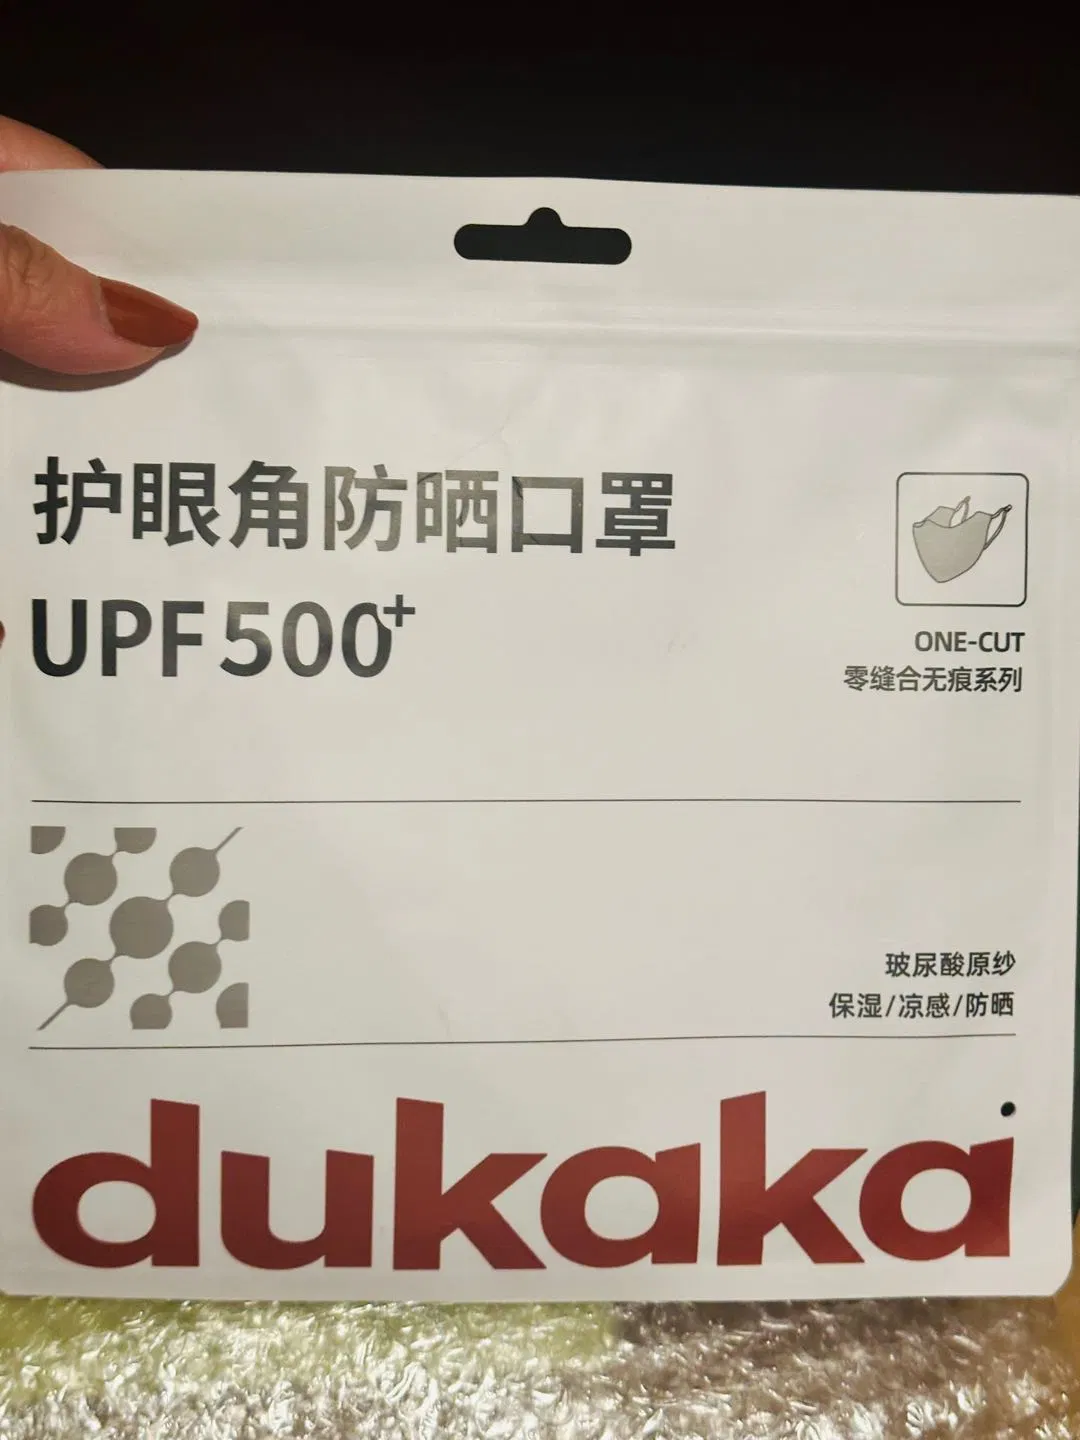 护眼角防晒口罩
UPF500+
ONE-CUT
零缝合无痕系列
玻尿酸原纱
保湿/凉感/防晒
dukaka